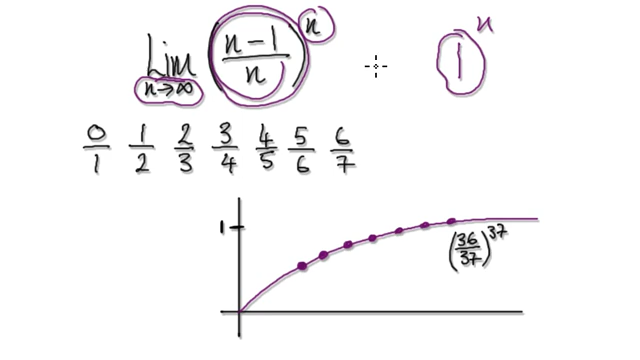 Lim n→∞ ((n-1)/n)^n 1^n
0/1 1/2 2/3 3/4 4/5 5/6 6/7
1
(36/37)^37